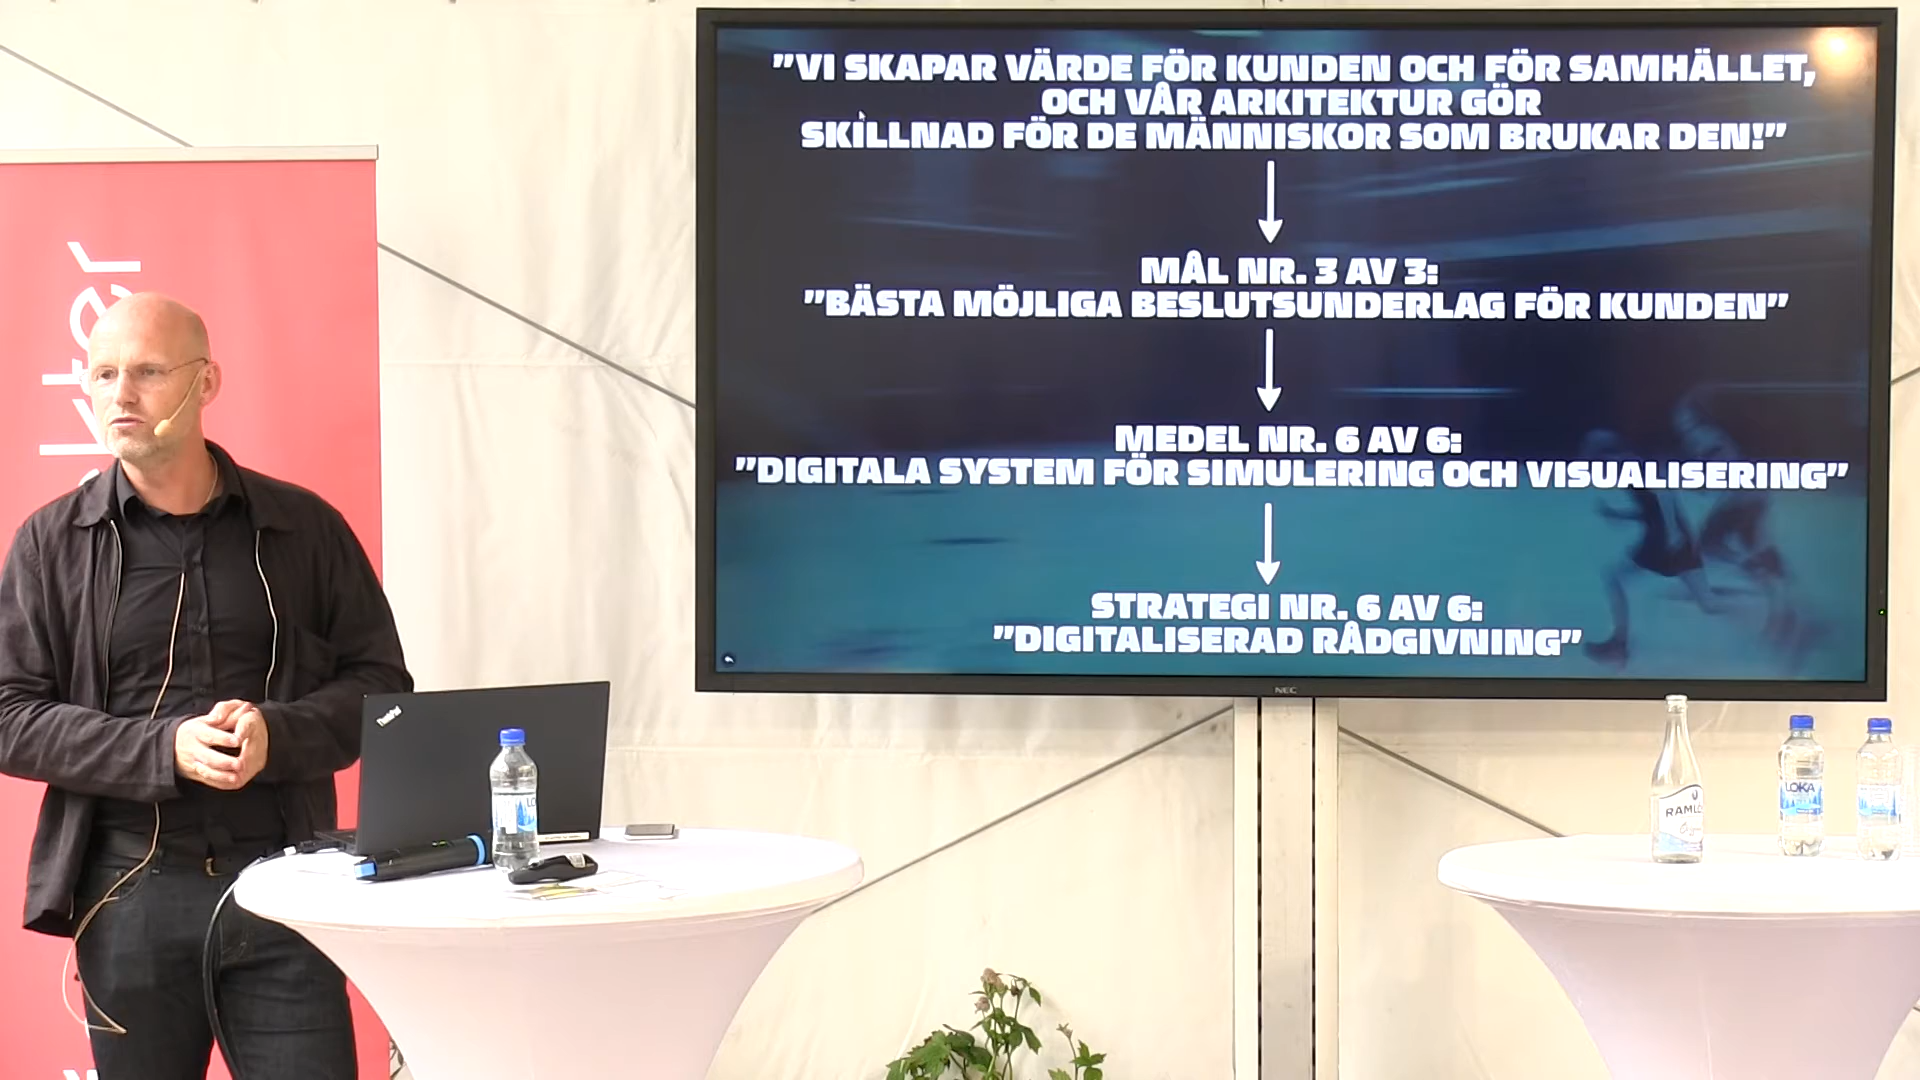 ”VI SKAPAR VÄRDE FÖR KUNDEN OCH FÖR SAMHÄLLET,
OCH VÅR ARKITEKTUR GÖR
SKILLNAD FÖR DE MÄNNISKOR SOM BRUKAR DEN!”
MÅL NR. 3 AV 3:
”BÄSTA MÖJLIGA BESLUTSUNDERLAG FÖR KUNDEN”
MEDEL NR. 6 AV 6:
”DIGITALA SYSTEM FÖR SIMULERING OCH VISUALISERING”
STRATEGI NR. 6 AV 6:
”DIGITALISERAD RÅDGIVNING”
NEC
ThinkPad
LOKA
RAMLÖ
kter